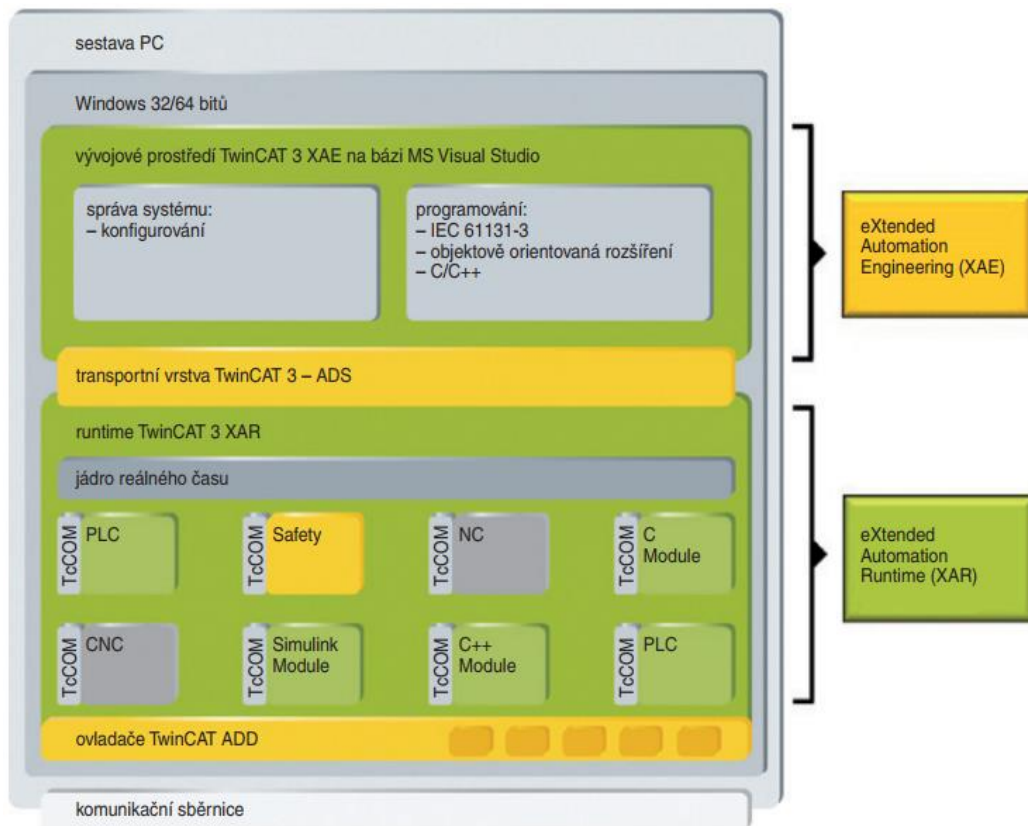 sestava PC
Windows 32/64 bitů
vývojové prostředí TwinCAT 3 XAE na bázi MS Visual Studio
správa systému:
– konfigurování
programování:
– IEC 61131-3
– objektově orientovaná rozšíření
– C/C++
eXtended
Automation
Engineering (XAE)
transportní vrstva TwinCAT 3 – ADS
runtime TwinCAT 3 XAR
jádro reálného času
TcCOM
PLC
TcCOM
Safety
TcCOM
NC
TcCOM
C
Module
TcCOM
CNC
TcCOM
Simulink
Module
TcCOM
C++
Module
TcCOM
PLC
eXtended
Automation
Runtime (XAR)
ovladače TwinCAT ADD
komunikační sběrnice